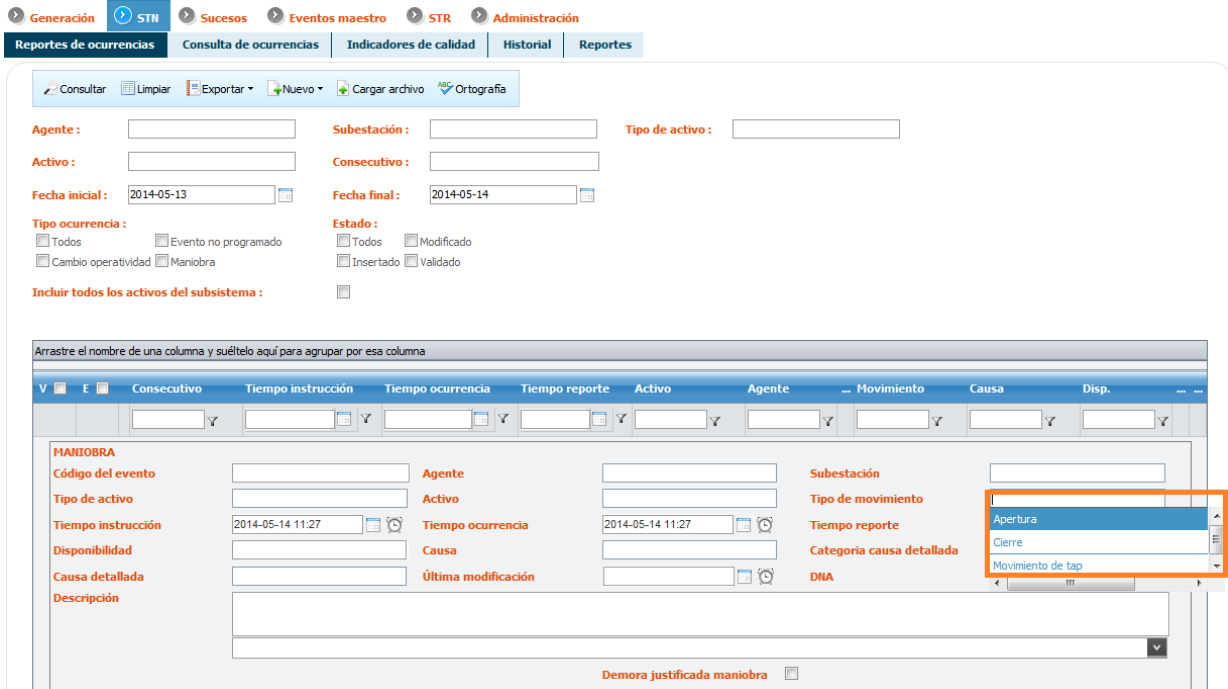 Generación STN Sucesos Eventos maestro STR Administración
Reportes de ocurrencias Consulta de ocurrencias Indicadores de calidad Historial Reportes
Consultar Limpiar Exportar Nuevo Cargar archivo ABC Ortografía
Agente : Subestación : Tipo de activo :
Activo : Consecutivo :
Fecha inicial : 2014-05-13 Fecha final : 2014-05-14
Tipo ocurrencia : Estado :
Todos Evento no programado Todos Modificado
Cambio operatividad Maniobra Insertado Validado
Incluir todos los activos del subsistema :
Arrastre el nombre de una columna y suéltelo aquí para agrupar por esa columna
V E Consecutivo Tiempo instrucción Tiempo ocurrencia Tiempo reporte Activo Agente ... Movimiento Causa Disp. ... ...
MANIOBRA
Código del evento Agente Subestación
Tipo de activo Activo Tipo de movimiento
Tiempo instrucción 2014-05-14 11:27 Tiempo ocurrencia 2014-05-14 11:27 Tiempo reporte Apertura
Disponibilidad Causa Categoria causa detallada Cierre
Causa detallada Última modificación DNA Movimiento de tap
Descripción
Demora justificada maniobra